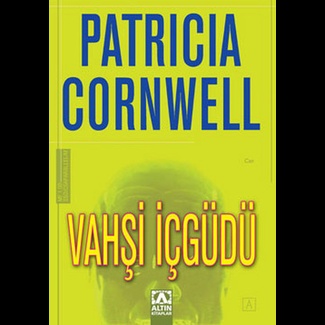 PATRICIA
CORNWELL
VAHŞİ İÇGÜDÜ
ALTIN
KİTAPLAR